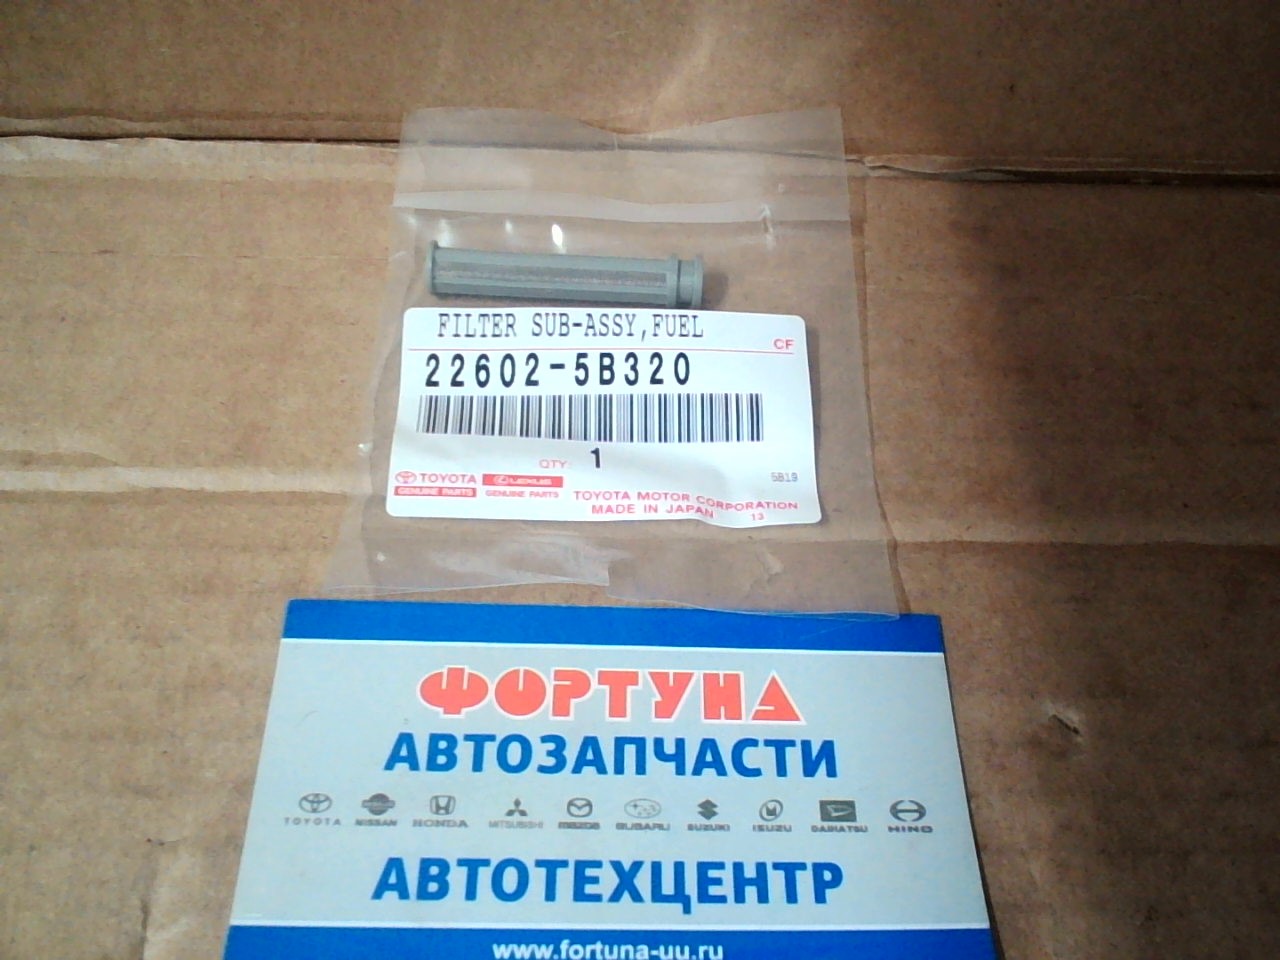 FILTER SUB-ASSY,FUEL
CF
22602-5B320
QTY: 1
5B19
TOYOTA LEXUS
GENUINE PARTS GENUINE PARTS
TOYOTA MOTOR CORPORATION
MADE IN JAPAN 13
ФОРТУНА
АВТОЗАПЧАСТИ
TOYOTA NISSAN HONDA MITSUBISHI MAZDA SUBARU SUZUKI ISUZU DAIHATSU HINO
АВТОТЕХЦЕНТР
www.fortuna-uu.ru